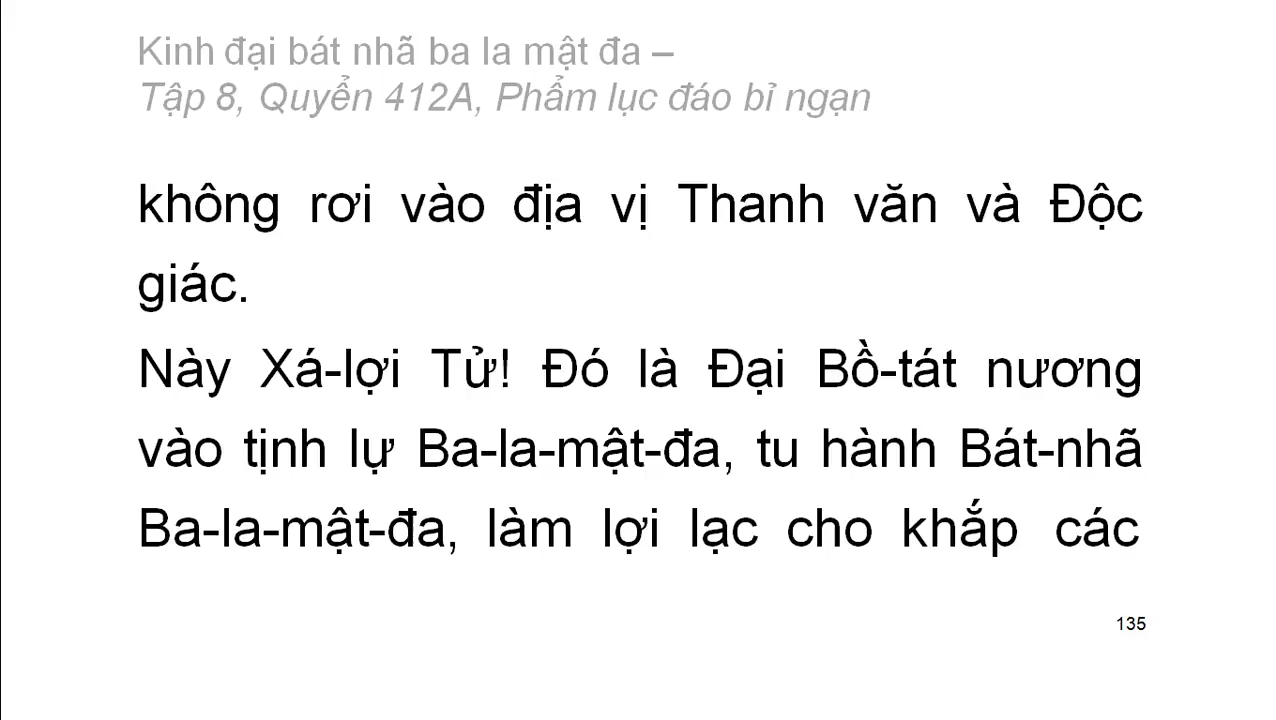 Kinh đại bát nhã ba la mật đa –
Tập 8, Quyển 412A, Phẩm lục đáo bỉ ngạn
không rơi vào địa vị Thanh văn và Độc
giác.
Này Xá-lợi Tử! Đó là Đại Bồ-tát nương
vào tịnh lự Ba-la-mật-đa, tu hành Bát-nhã
Ba-la-mật-đa, làm lợi lạc cho khắp các
135